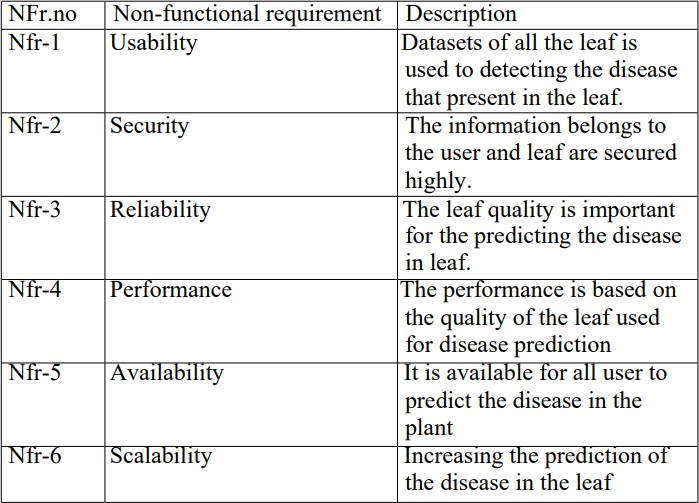 NFr.no Non-functional requirement Description
Nfr-1 Usability Datasets of all the leaf is
used to detecting the disease
that present in the leaf.
Nfr-2 Security The information belongs to
the user and leaf are secured
highly.
Nfr-3 Reliability The leaf quality is important
for the predicting the disease
in leaf.
Nfr-4 Performance The performance is based on
the quality of the leaf used
for disease prediction
Nfr-5 Availability It is available for all user to
predict the disease in the
plant
Nfr-6 Scalability Increasing the prediction of
the disease in the leaf